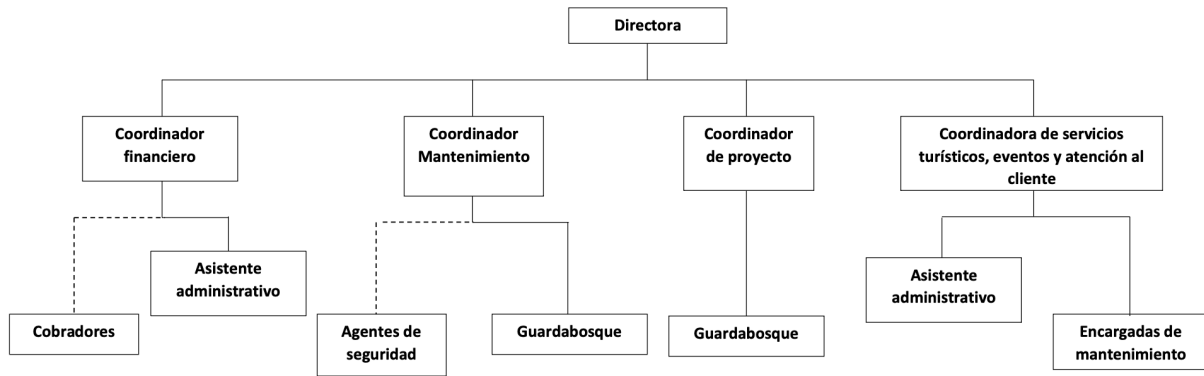 Directora
Coordinador
financiero
Coordinador
Mantenimiento
Coordinador
de proyecto
Coordinadora de servicios
turísticos, eventos y atención al
cliente
Asistente
administrativo
Asistente
administrativo
Cobradores
Agentes de
seguridad
Guardabosque
Guardabosque
Encargadas de
mantenimiento